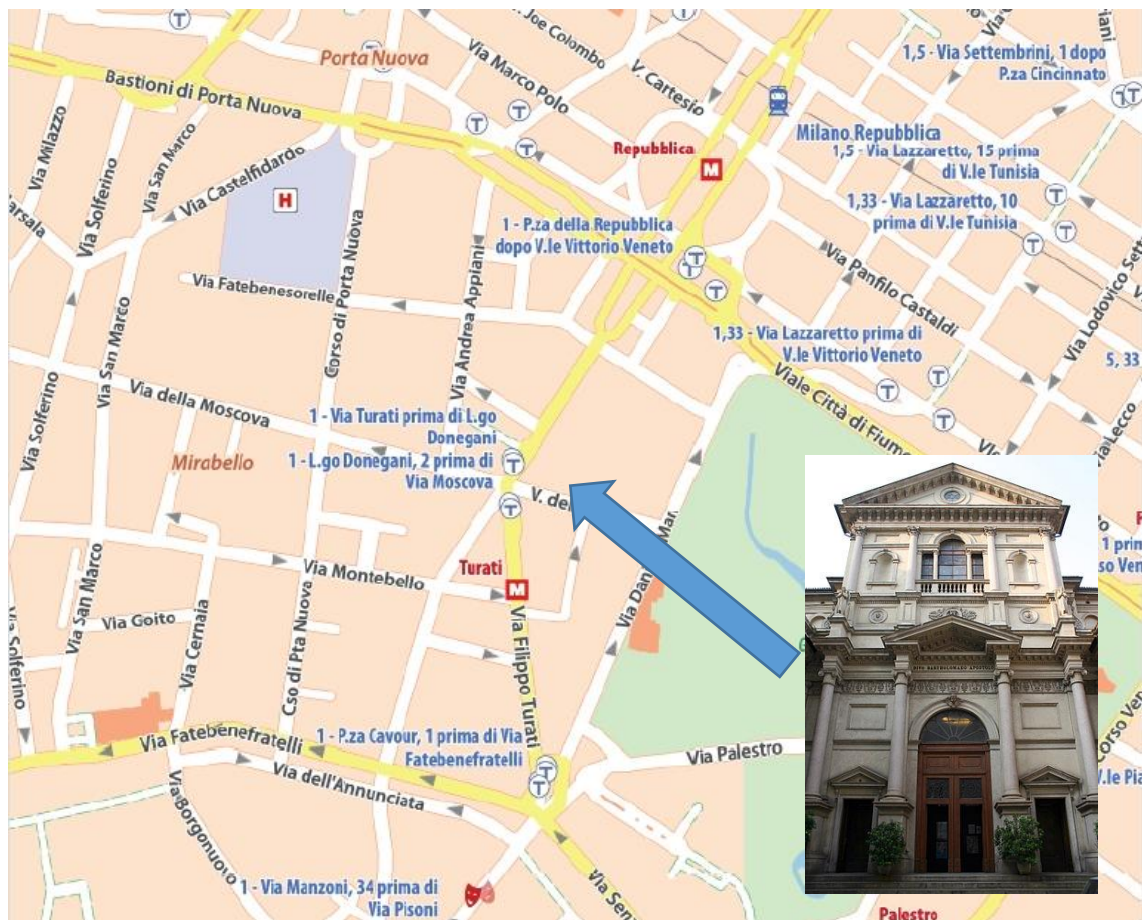 V. Joe Colombo
Via Marco Polo
V. Cartesio
Porta Nuova
Bastioni di Porta Nuova
1,5 - Via Settembrini, 1 dopo
P.za Cincinnato
Milano Repubblica
Repubblica
M
1,5 - Via Lazzaretto, 15 prima
di V.le Tunisia
1,33 - Via Lazzaretto, 10
prima di V.le Tunisia
Via Milazzo
Via Solferino
Via San Marco
Via Castelfidardo
H
Corso di Porta Nuova
1 - P.za della Repubblica
dopo V.le Vittorio Veneto
Via Panfilo Castaldi
Via Fatebenesorelle
Via Andrea Appiani
1,33 - Via Lazzaretto prima di
V.le Vittorio Veneto
5, 33
Viale Città di Fiume
Via Lecco
Via San Marco
Via Solferino
Via della Moscova
1 - Via Turati prima di L.go
Donegani
1 - L.go Donegani, 2 prima di
Via Moscova
Mirabello
Via Montebello
Turati
M
Via San Marco
Via Goito
Via Cernaia
Cso di Pta Nuova
Via Filippo Turati
Via Fatebenefratelli
1 - P.za Cavour, 1 prima di Via
Fatebenefratelli
Via Palestro
Via dell'Annunciata
Via Borgonuovo
1 - Via Manzoni, 34 prima di
Via Pisoni
Palestro